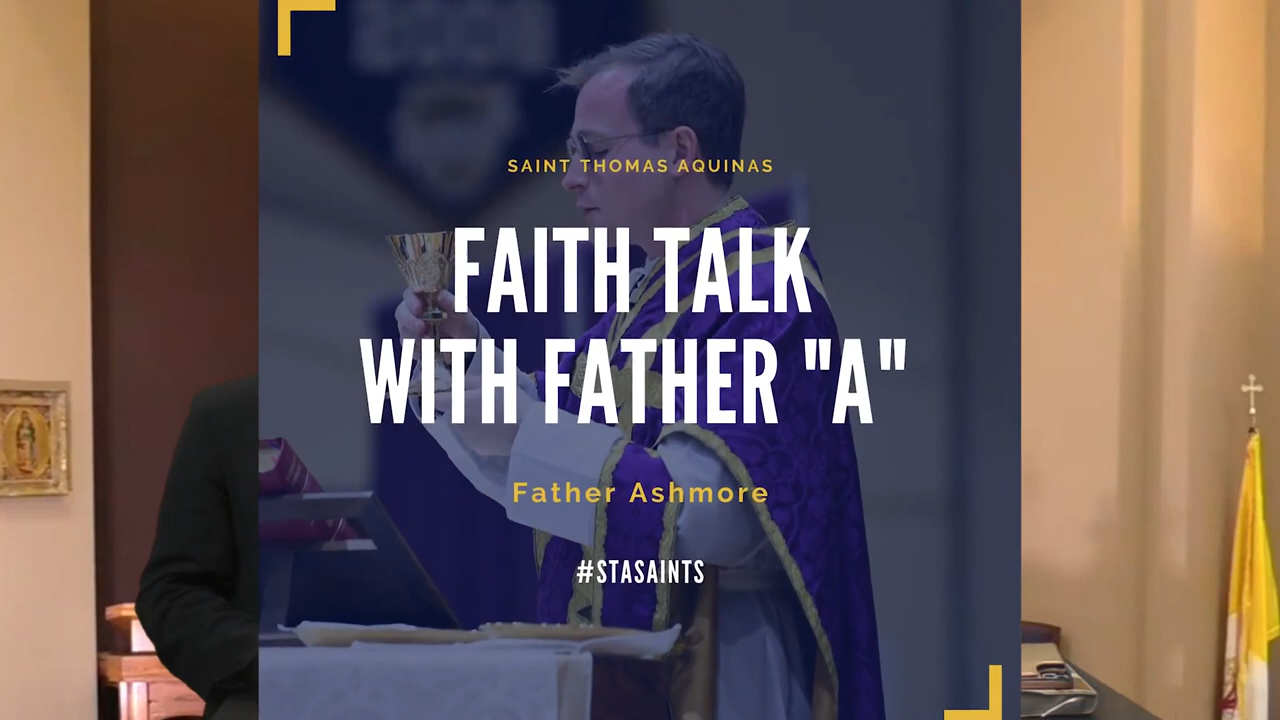 SAINT THOMAS AQUINAS
FAITH TALK
WITH FATHER "A"
Father Ashmore
#STASAINTS